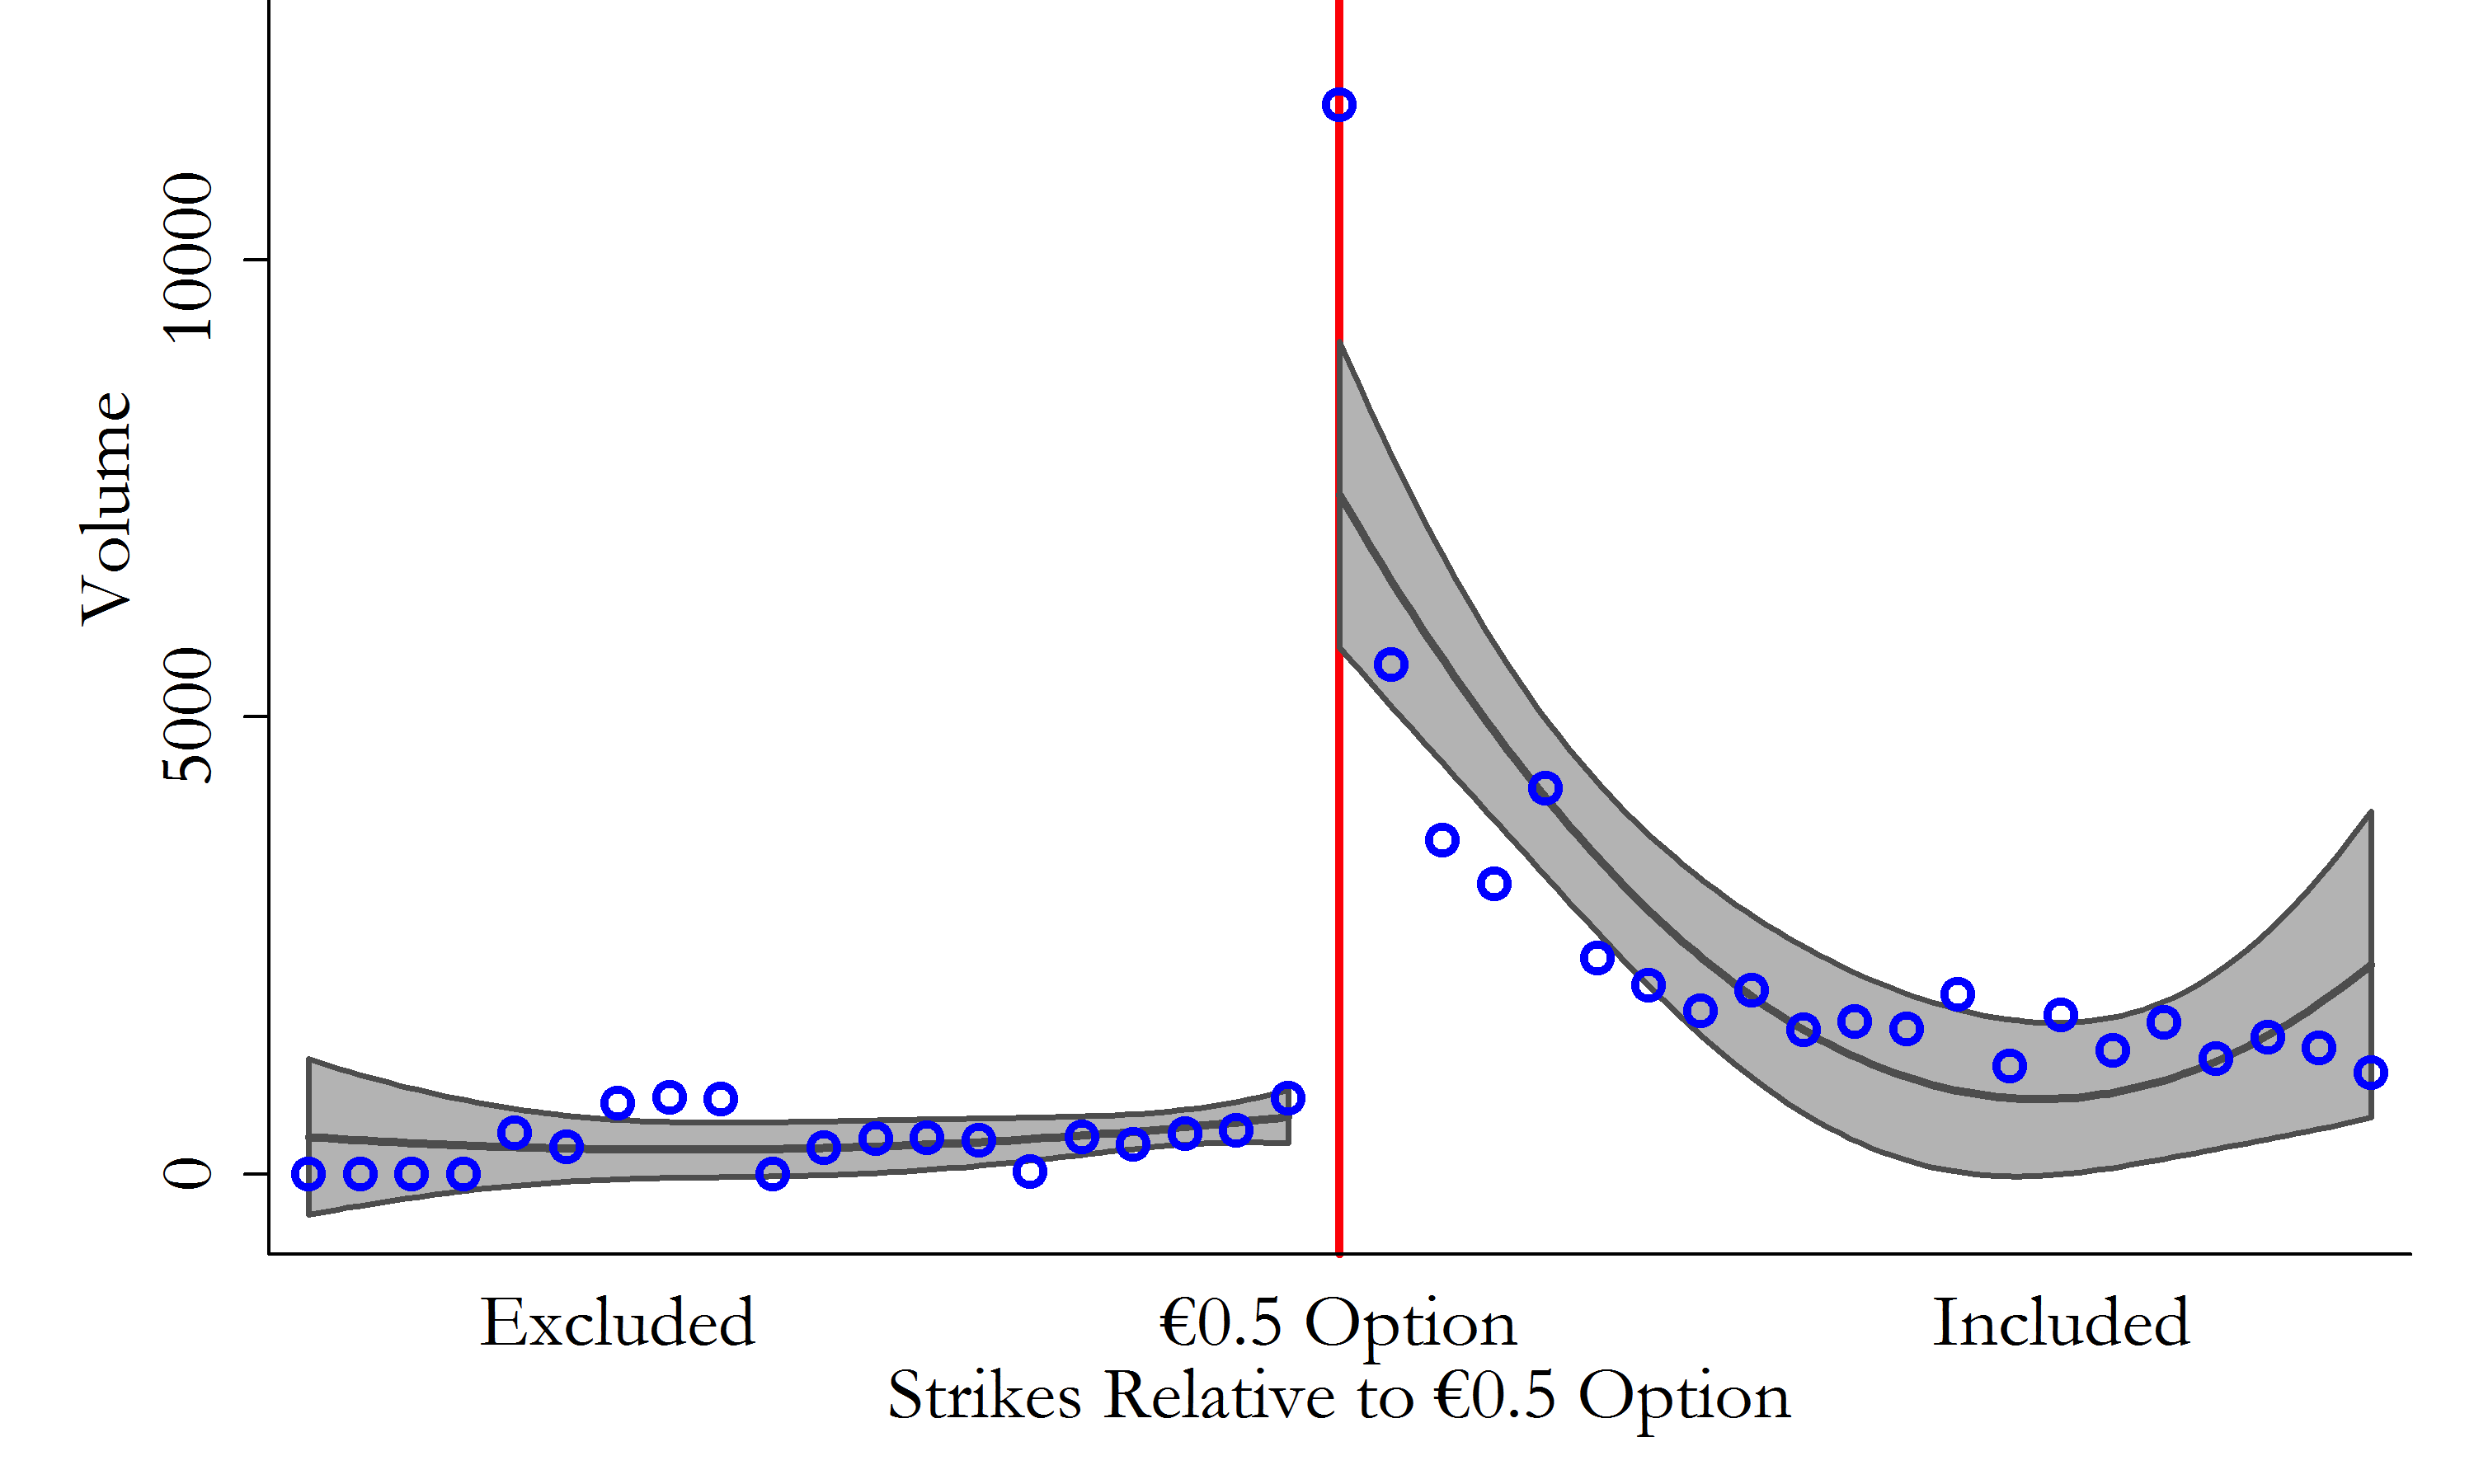 Volume
10000
5000
0
Excluded €0.5 Option Included
Strikes Relative to €0.5 Option